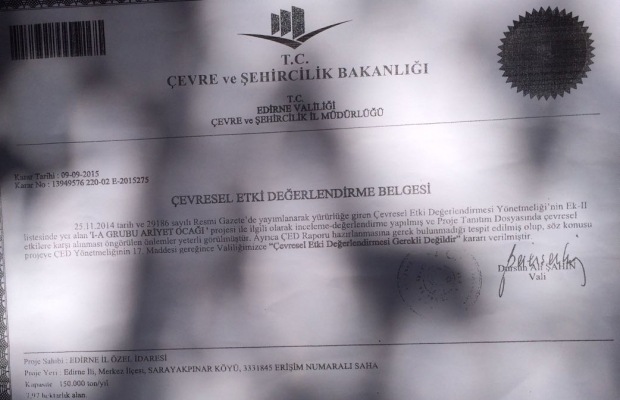 T.C.
ÇEVRE ve ŞEHİRCİLİK BAKANLIĞI
T.C.
EDİRNE VALİLİĞİ
ÇEVRE ve ŞEHİRCİLİK İL MÜDÜRLÜĞÜ
Karar Tarihi : 09-09-2015
Karar No : 13949576 220-02 E-2015275
ÇEVRESEL ETKİ DEĞERLENDİRME BELGESİ
25.11.2014 tarih ve 29186 sayılı Resmi Gazete'de yayımlanarak yürürlüğe giren Çevresel Etki Değerlendirmesi Yönetmeliği'nin Ek-II
listesinde yer alan "I-A GRUBU ARİYET OCAĞI" projesi ile ilgili olarak inceleme-değerlendirme yapılmış ve Proje Tanıtım Dosyasında çevresel
etkilere karşı alınması öngörülen önlemler yeterli görülmüştür. Ayrıca ÇED Raporu hazırlanmasına gerek bulunmadığı tespit edilmiş olup, söz konusu
projeye ÇED Yönetmeliğinin 17. Maddesi gereğince Valiliğimizce "Çevresel Etki Değerlendirmesi Gerekli Değildir" kararı verilmiştir.
Dursun Ali ŞAHİN
Vali
Proje Sahibi : EDİRNE İL ÖZEL İDARESİ
Proje Yeri : Edirne İli, Merkez İlçesi, SARAYAKPINAR KÖYÜ, 3331845 ERİŞİM NUMARALI SAHA
Kapasite : 150.000 ton/yıl
7,97 hektarlık alan.